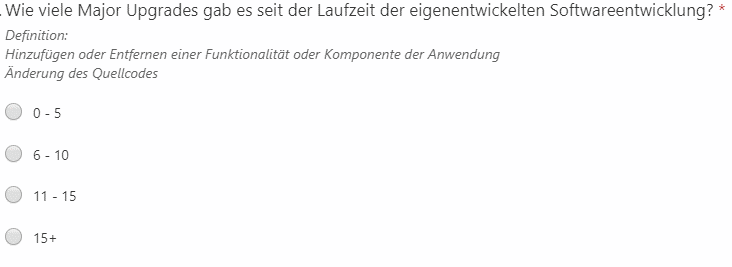 . Wie viele Major Upgrades gab es seit der Laufzeit der eigenentwickelten Softwareentwicklung? *
Definition:
Hinzufügen oder Entfernen einer Funktionalität oder Komponente der Anwendung
Änderung des Quellcodes
0 - 5
6 - 10
11 - 15
15+